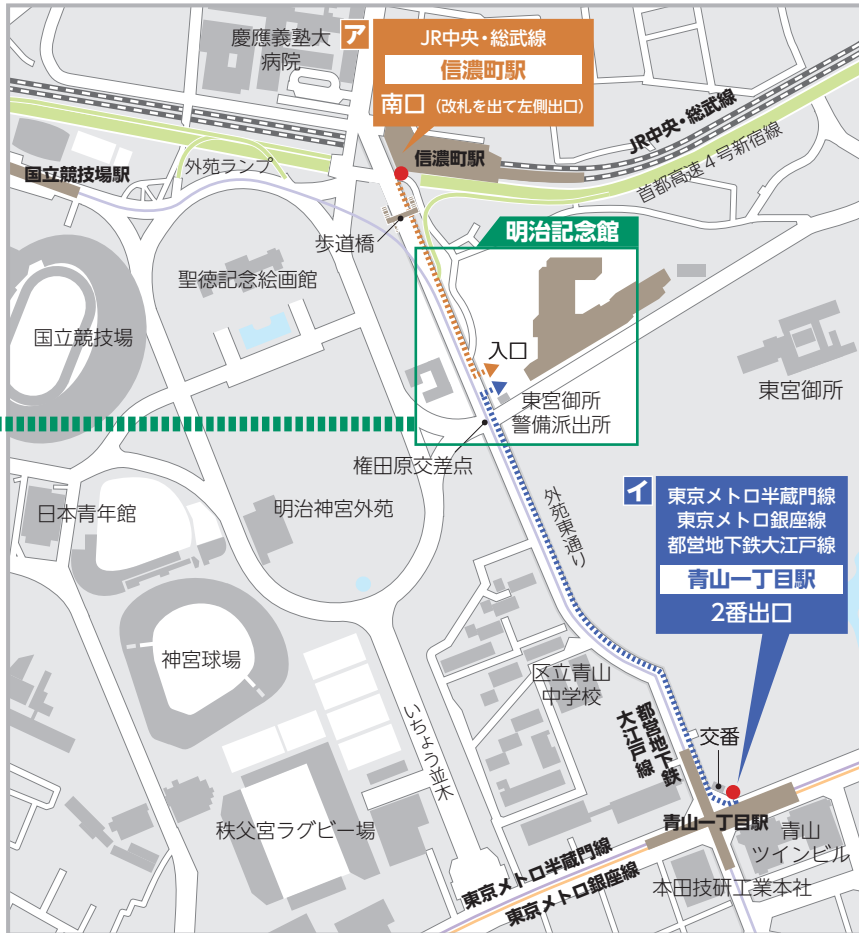 慶應義塾大
病院
ア
JR中央・総武線
信濃町駅
南口（改札を出て左側出口）
信濃町駅
JR中央・総武線
首都高速4号新宿線
国立競技場駅
外苑ランプ
歩道橋
明治記念館
聖徳記念絵画館
国立競技場
入口
東宮御所
東宮御所
警備派出所
権田原交差点
日本青年館
明治神宮外苑
外苑東通り
イ
東京メトロ半蔵門線
東京メトロ銀座線
都営地下鉄大江戸線
青山一丁目駅
2番出口
神宮球場
区立青山
中学校
いちょう並木
都営地下鉄
大江戸線
交番
秩父宮ラグビー場
青山一丁目駅
青山
ツインビル
東京メトロ半蔵門線
東京メトロ銀座線
本田技研工業本社